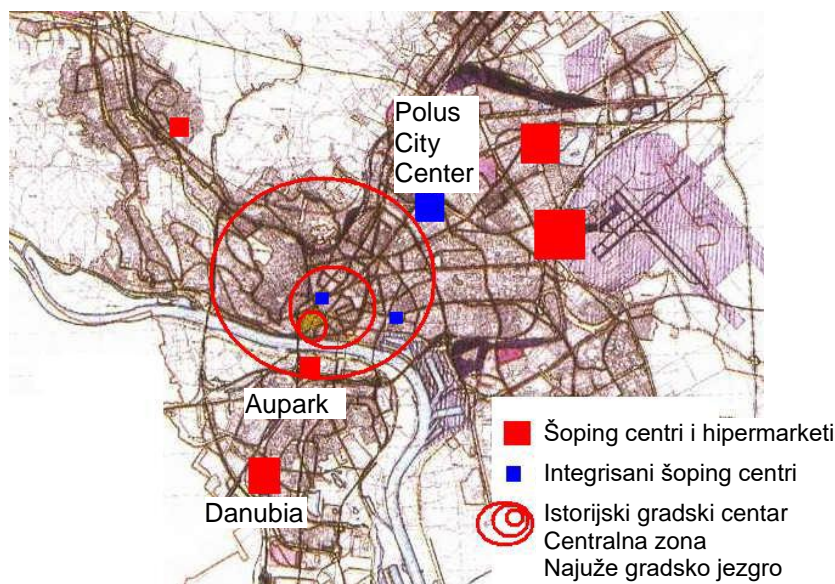 Polus
City
Center
Aupark
Danubia
Šoping centri i hipermarketi
Integrisani šoping centri
Istorijski gradski centar
Centralna zona
Najuže gradsko jezgro